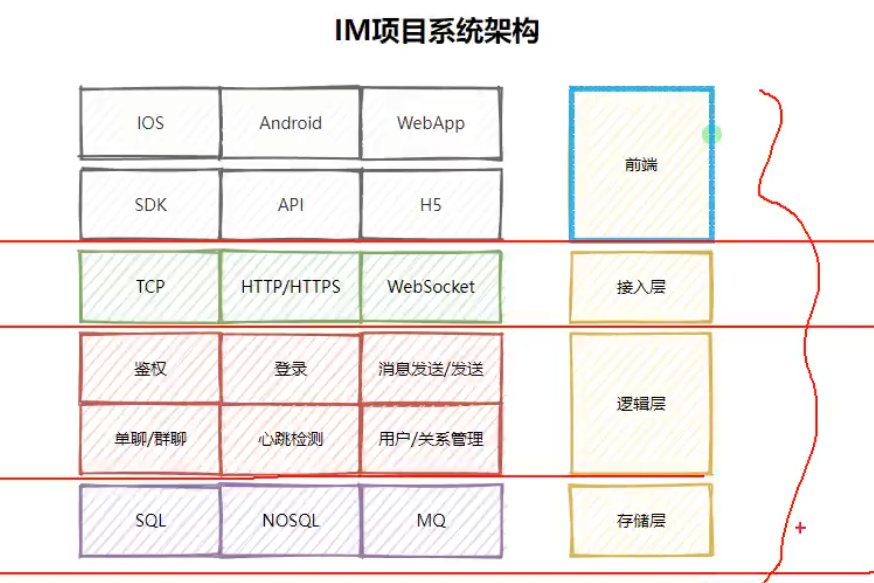 IM项目系统架构
IOS Android WebApp
前端
SDK API H5
TCP HTTP/HTTPS WebSocket 接入层
鉴权 登录 消息发送/发送
逻辑层
单聊/群聊 心跳检测 用户/关系管理
SQL NOSQL MQ 存储层